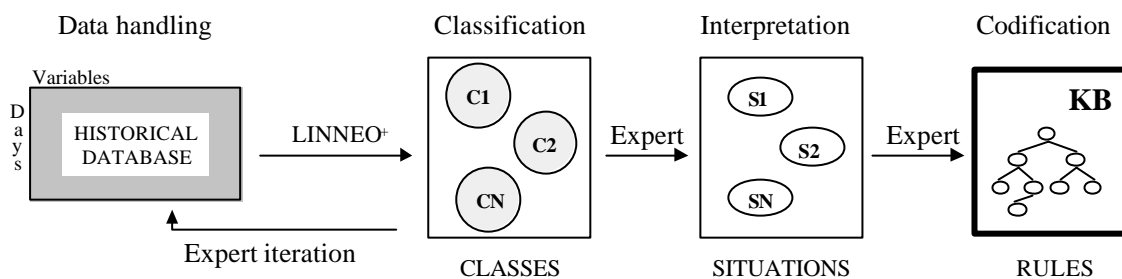 Data handling
Classification
Interpretation
Codification
Variables
Days
HISTORICAL
DATABASE
LINNEO+
C1
C2
CN
Expert
S1
S2
SN
Expert
KB
Expert iteration
CLASSES
SITUATIONS
RULES